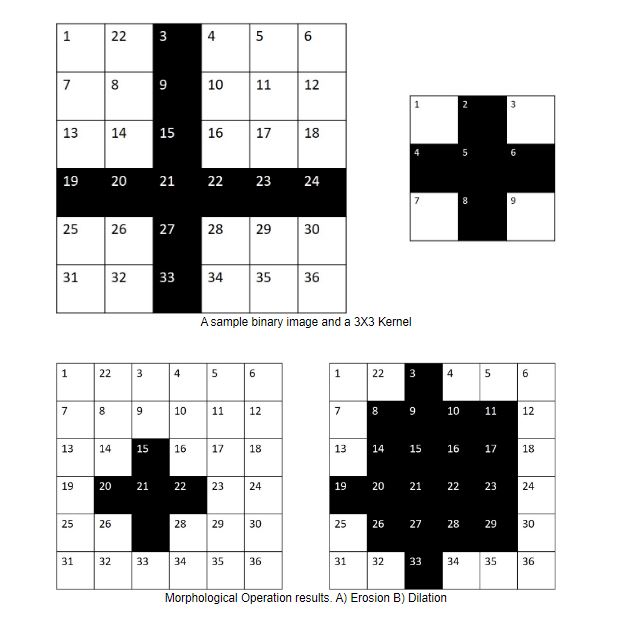 1 22 3 4 5 6
7 8 9 10 11 12
13 14 15 16 17 18
19 20 21 22 23 24
25 26 27 28 29 30
31 32 33 34 35 36
1 2 3
4 5 6
7 8 9
A sample binary image and a 3X3 Kernel
1 22 3 4 5 6
7 8 9 10 11 12
13 14 15 16 17 18
19 20 21 22 23 24
25 26 28 29 30
31 32 33 34 35 36
1 22 3 4 5 6
7 8 9 10 11 12
13 14 15 16 17 18
19 20 21 22 23 24
25 26 27 28 29 30
31 32 33 34 35 36
Morphological Operation results. A) Erosion B) Dilation